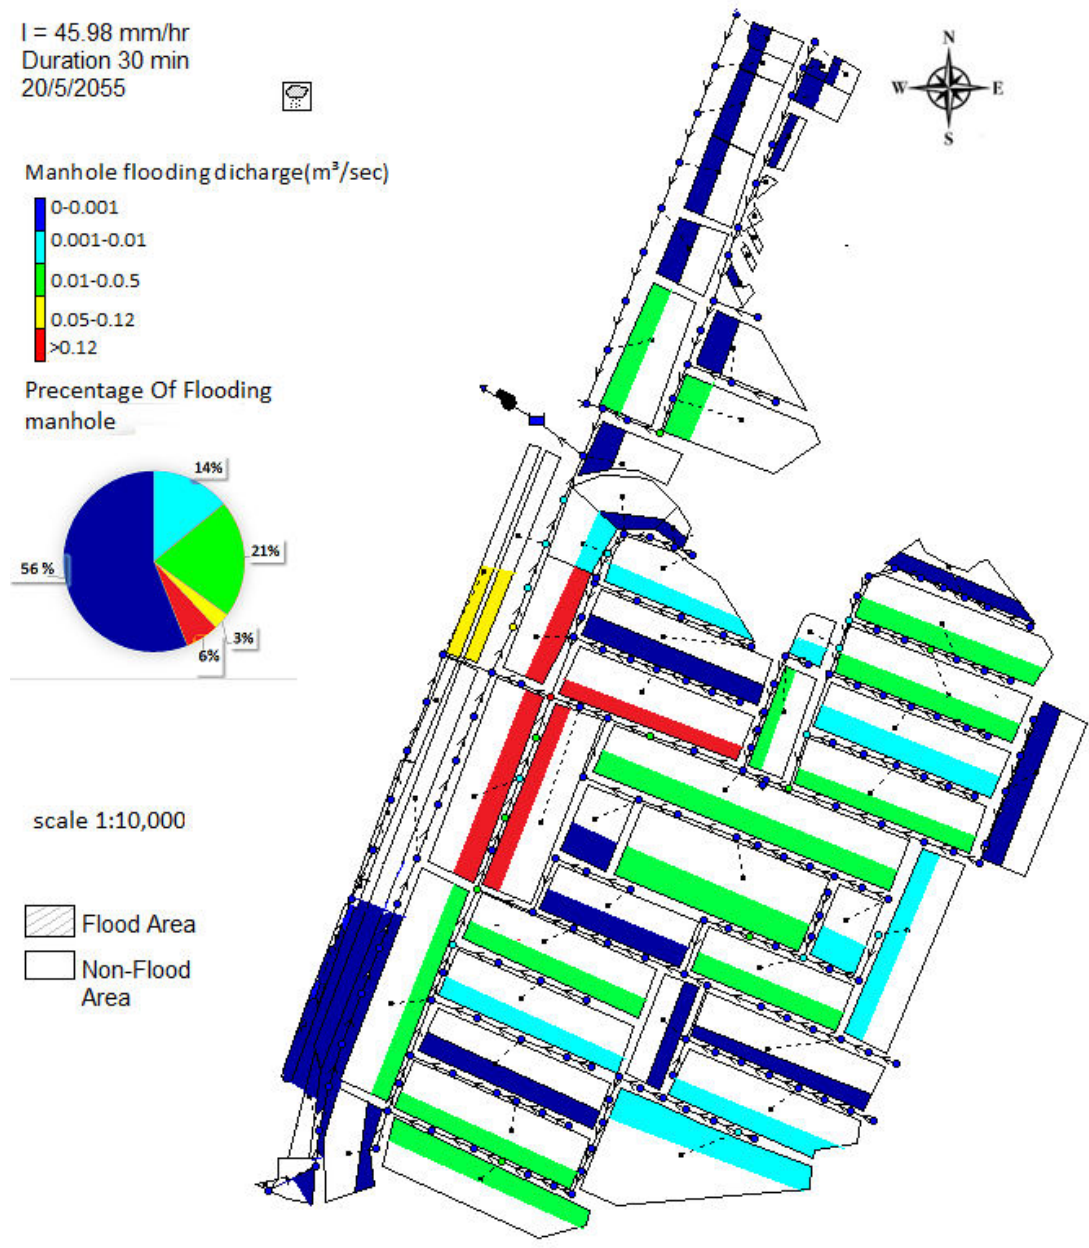 I = 45.98 mm/hr
Duration 30 min
20/5/2055
N
W
E
S
Manhole flooding dicharge(m³/sec)
0-0.001
0.001-0.01
0.01-0.0.5
0.05-0.12
>0.12
Precentage Of Flooding
manhole
14%
21%
56 %
3%
6%
scale 1:10,000
Flood Area
Non-Flood
Area